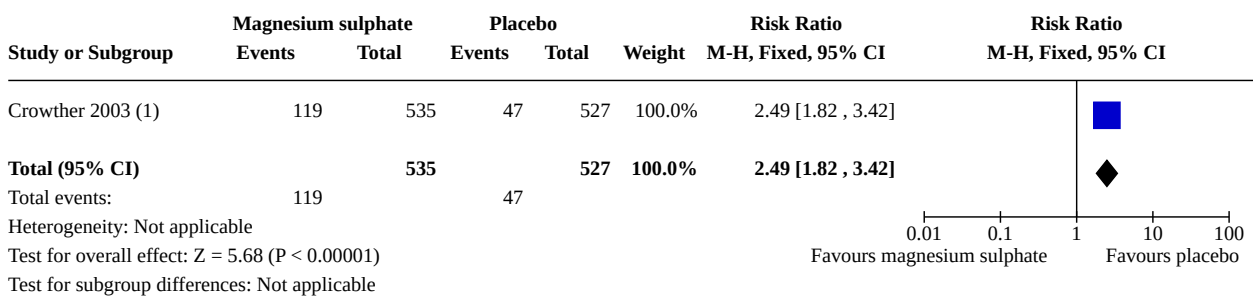 Magnesium sulphate Placebo Risk Ratio Risk Ratio
Study or Subgroup Events Total Events Total Weight M-H, Fixed, 95% CI M-H, Fixed, 95% CI
Crowther 2003 (1) 119 535 47 527 100.0% 2.49 [1.82 , 3.42]
Total (95% CI) 535 527 100.0% 2.49 [1.82 , 3.42]
Total events: 119 47
Heterogeneity: Not applicable
0.01 0.1 1 10 100
Test for overall effect: Z = 5.68 (P < 0.00001) Favours magnesium sulphate Favours placebo
Test for subgroup differences: Not applicable